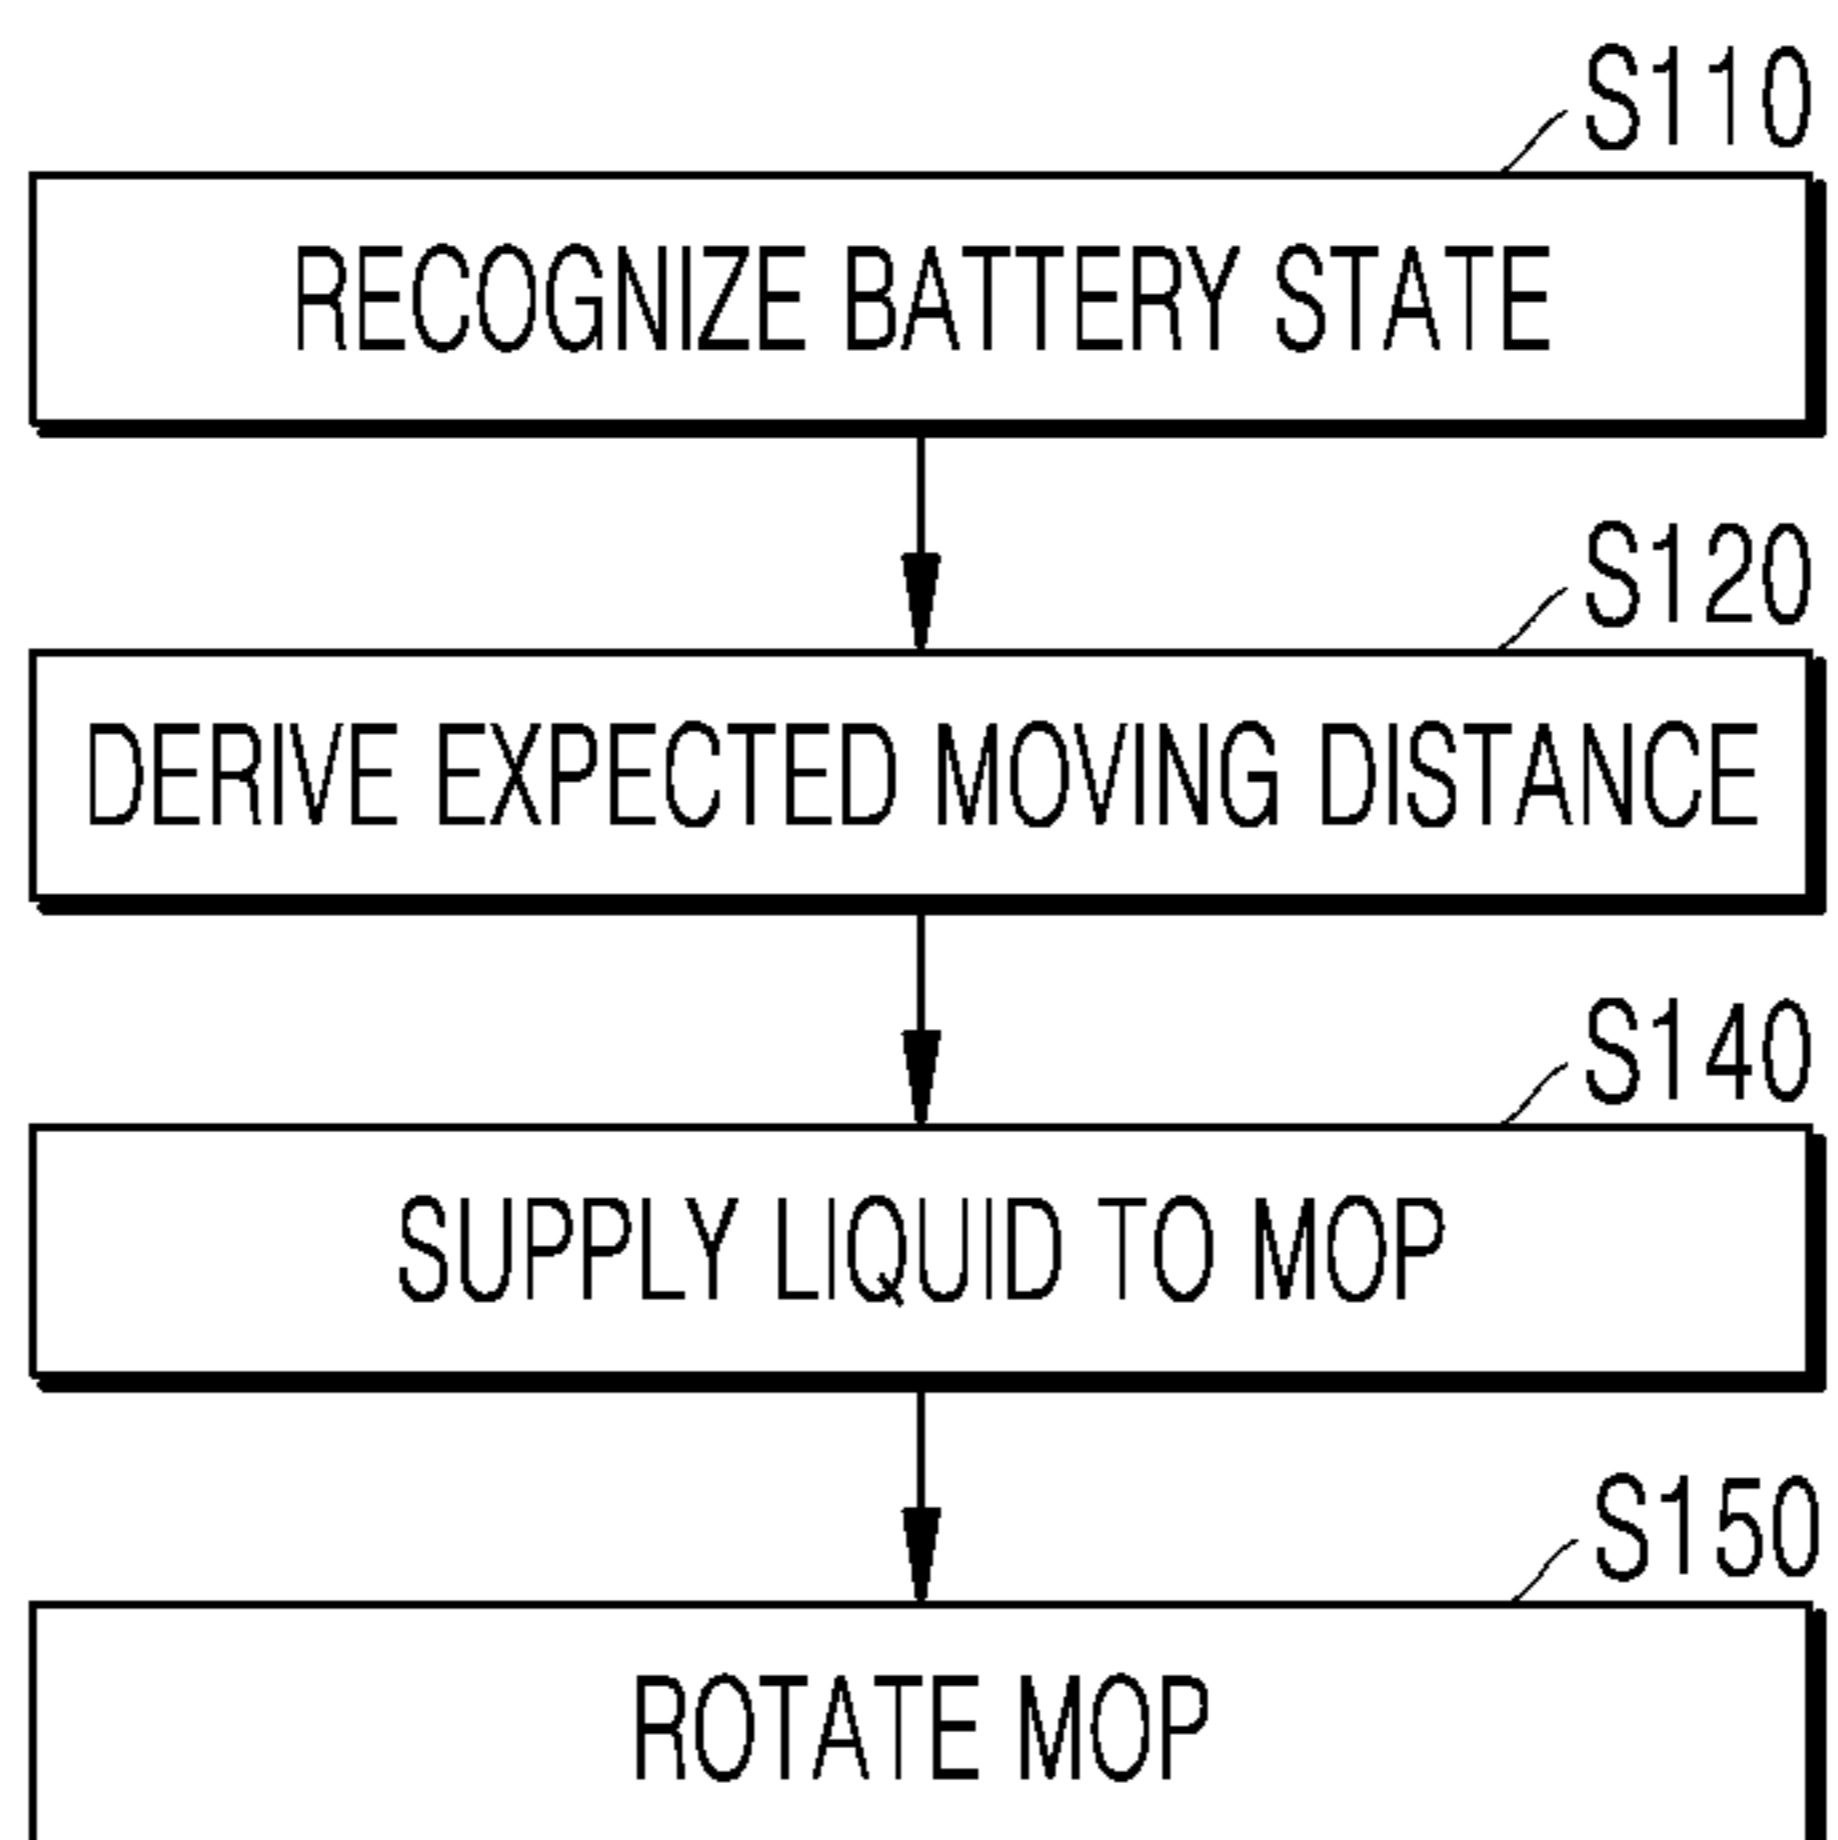 S110
RECOGNIZE BATTERY STATE
S120
DERIVE EXPECTED MOVING DISTANCE
S140
SUPPLY LIQUID TO MOP
S150
ROTATE MOP